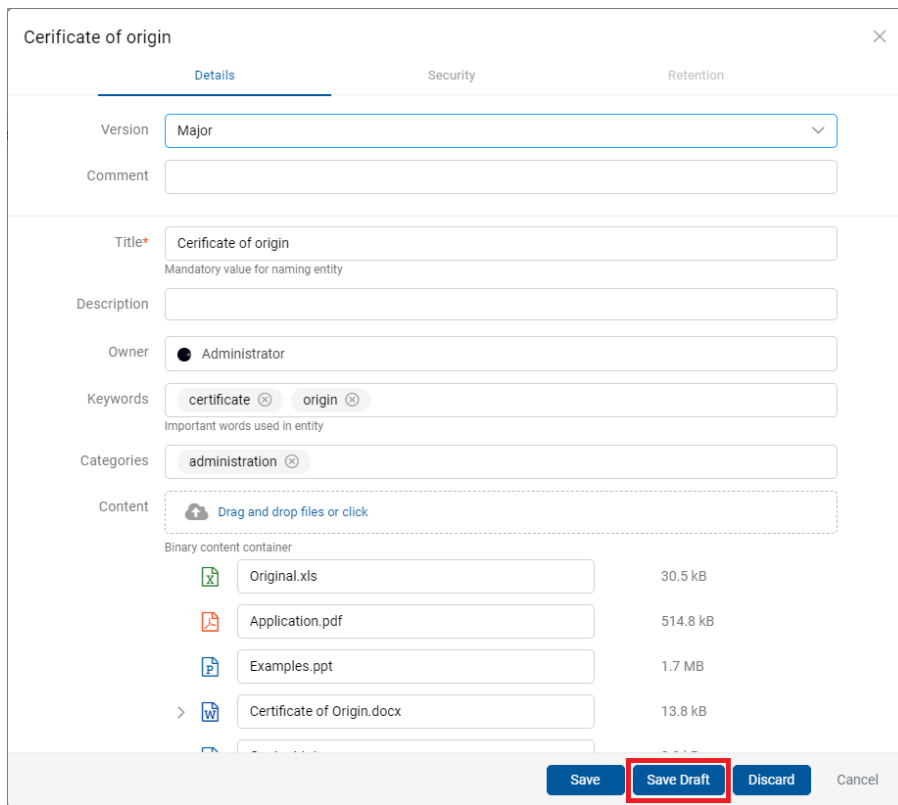 Cerificate of origin
Details Security Retention
Version Major
Comment
Title* Cerificate of origin
Mandatory value for naming entity
Description
Owner Administrator
Keywords certificate origin
Important words used in entity
Categories administration
Content Drag and drop files or click
Binary content container
Original.xls 30.5 kB
Application.pdf 514.8 kB
Examples.ppt 1.7 MB
Certificate of Origin.docx 13.8 kB
Save Save Draft Discard Cancel